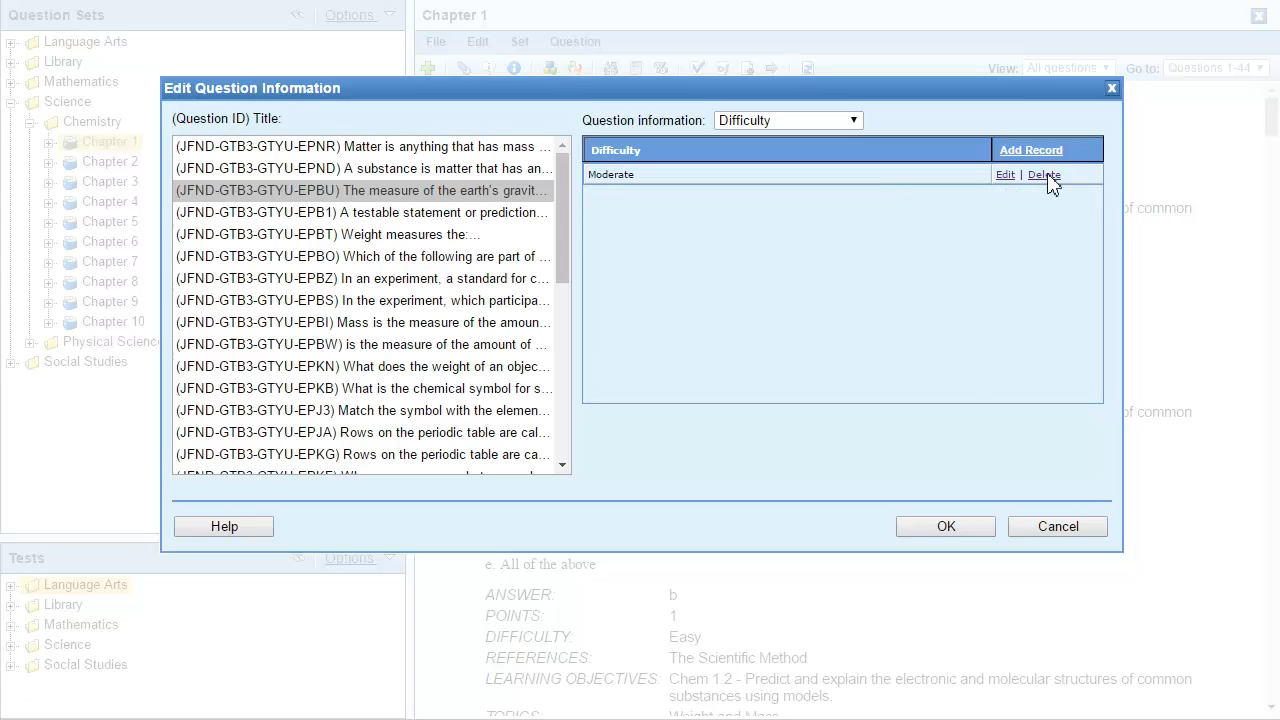 Question Sets
Options
Chapter 1
Language Arts
Library
Mathematics
Science
Chemistry
Chapter 1
Chapter 2
Chapter 3
Chapter 4
Chapter 5
Chapter 6
Chapter 7
Chapter 8
Chapter 9
Chapter 10
Physical Scienc
Social Studies
File Edit Set Question
View: All questions Go to: Questions 1-44
Edit Question Information
(Question ID) Title:
(JFND-GTB3-GTYU-EPNR) Matter is anything that has mass ...
(JFND-GTB3-GTYU-EPND) A substance is matter that has an...
(JFND-GTB3-GTYU-EPBU) The measure of the earth's gravit...
(JFND-GTB3-GTYU-EPB1) A testable statement or prediction...
(JFND-GTB3-GTYU-EPBT) Weight measures the:...
(JFND-GTB3-GTYU-EPBO) Which of the following are part of ...
(JFND-GTB3-GTYU-EPBZ) In an experiment, a standard for c...
(JFND-GTB3-GTYU-EPBS) In the experiment, which participa...
(JFND-GTB3-GTYU-EPBI) Mass is the measure of the amoun...
(JFND-GTB3-GTYU-EPBW) is the measure of the amount of ...
(JFND-GTB3-GTYU-EPKN) What does the weight of an objec...
(JFND-GTB3-GTYU-EPKB) What is the chemical symbol for s...
(JFND-GTB3-GTYU-EPJ3) Match the symbol with the elemen...
(JFND-GTB3-GTYU-EPJA) Rows on the periodic table are cal...
(JFND-GTB3-GTYU-EPKG) Rows on the periodic table are ca...
Question information: Difficulty
Difficulty Add Record
Moderate Edit | Delete
Help OK Cancel
of common
of common
Tests
Options
Language Arts
Library
Mathematics
Science
Social Studies
e. All of the above
ANSWER: b
POINTS: 1
DIFFICULTY: Easy
REFERENCES: The Scientific Method
LEARNING OBJECTIVES: Chem 1.2 - Predict and explain the electronic and molecular structures of common
substances using models.
TOPICS: Weight and Mass